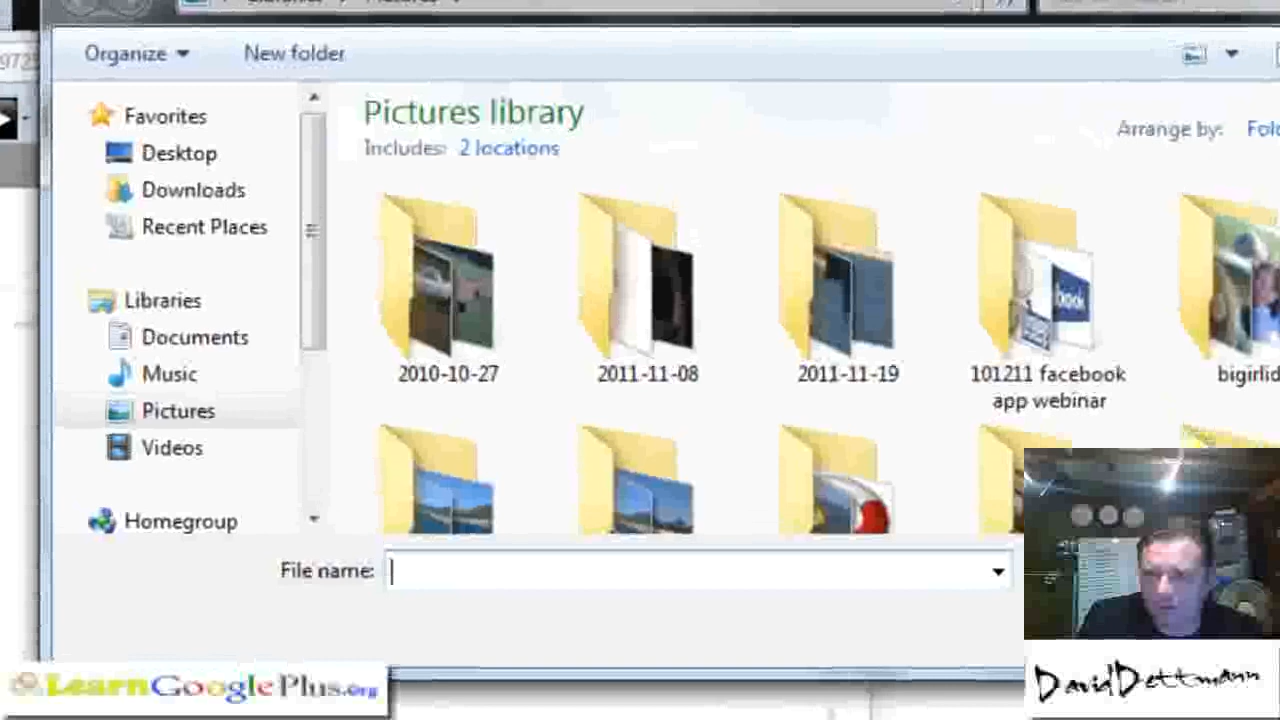 Organize
New folder
Favorites
Desktop
Downloads
Recent Places
Libraries
Documents
Music
Pictures
Videos
Homegroup
Pictures library
Includes: 2 locations
Arrange by:
2010-10-27
2011-11-08
2011-11-19
101211 facebook
app webinar
book
File name:
LearnGooglePlus.org
DavidDettmann